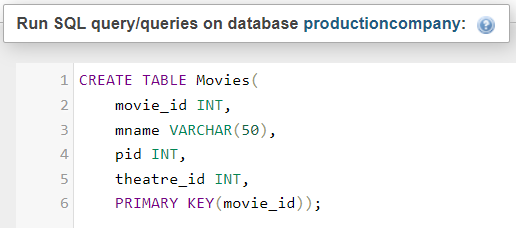 Run SQL query/queries on database productioncompany:
1 CREATE TABLE Movies(
2 movie_id INT,
3 mname VARCHAR(50),
4 pid INT,
5 theatre_id INT,
6 PRIMARY KEY(movie_id));